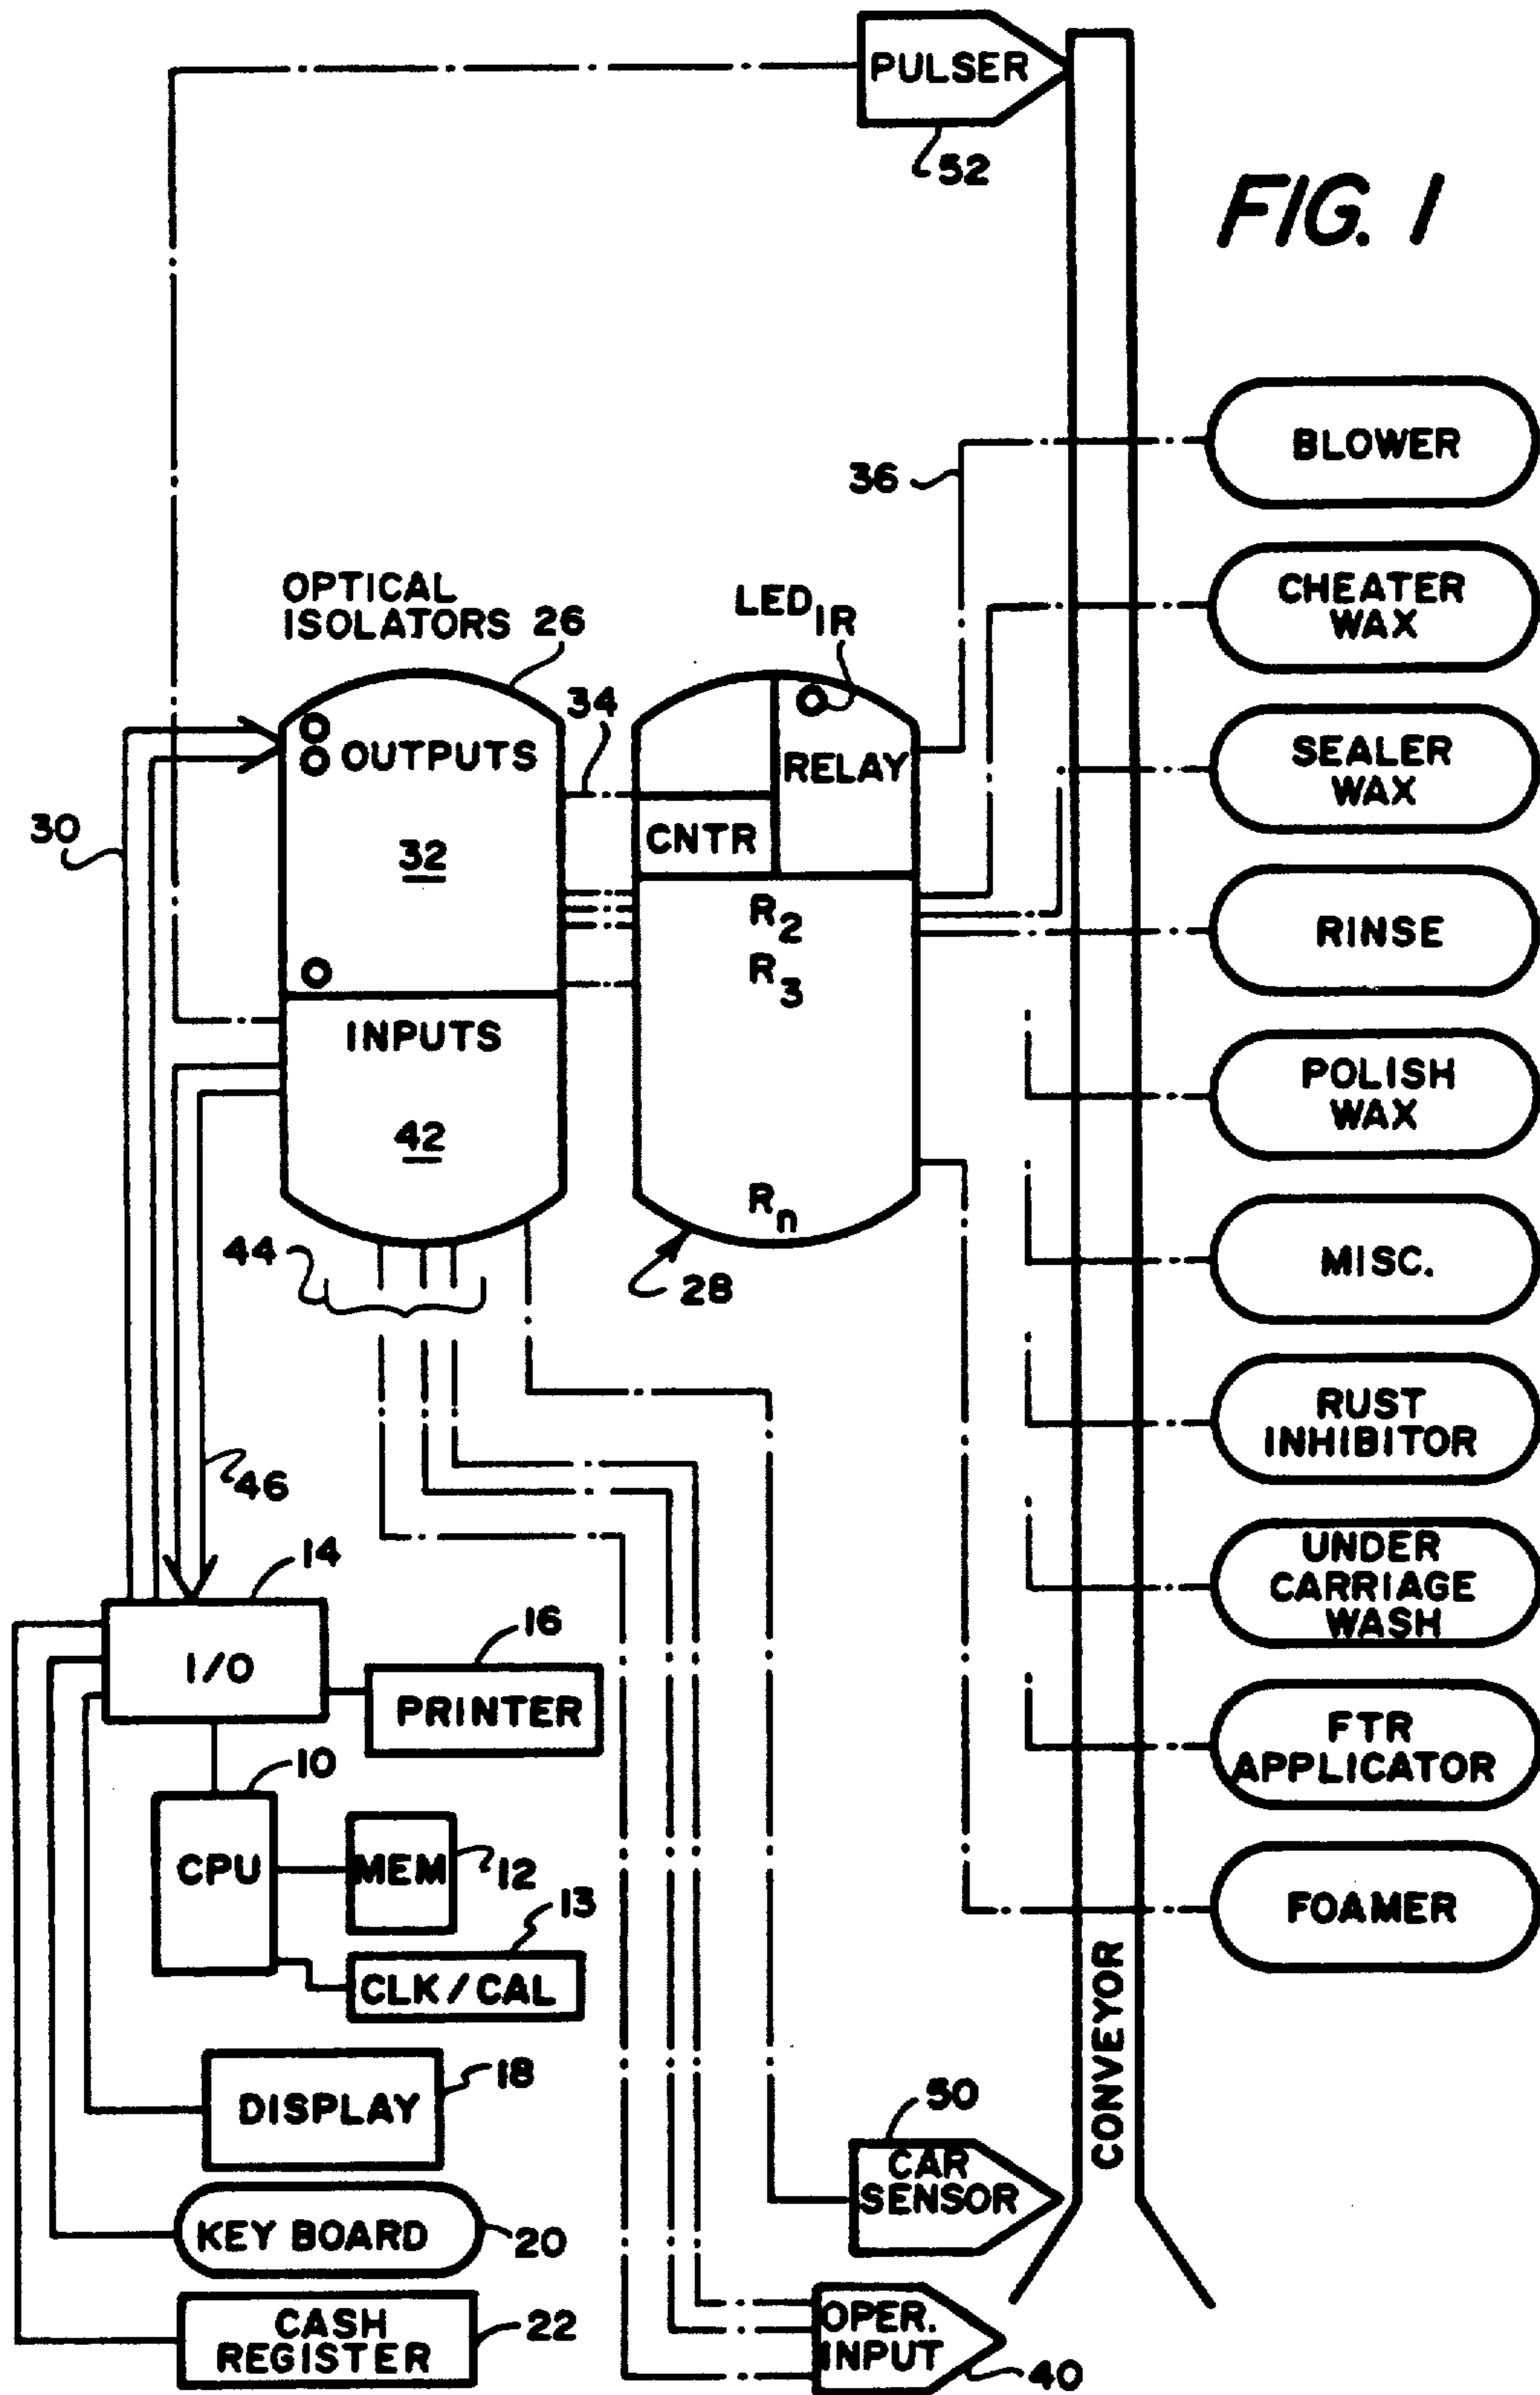 PULSER
52
FIG. 1
BLOWER
36
CHEATER
WAX
OPTICAL
ISOLATORS 26
LED IR
34
SEALER
WAX
OUTPUTS
RELAY
30
CNTR
32
R2
RINSE
R3
INPUTS
POLISH
WAX
42
Rn
44
28
MISC.
RUST
INHIBITOR
46
14
UNDER
CARRIAGE
WASH
16
I/O
PRINTER
FTR
APPLICATOR
10
CPU
MEM
12
13
FOAMER
CLK/CAL
CONVEYOR
18
DISPLAY
50
CAR
SENSOR
KEY BOARD
20
CASH
REGISTER
22
OPER.
INPUT
40